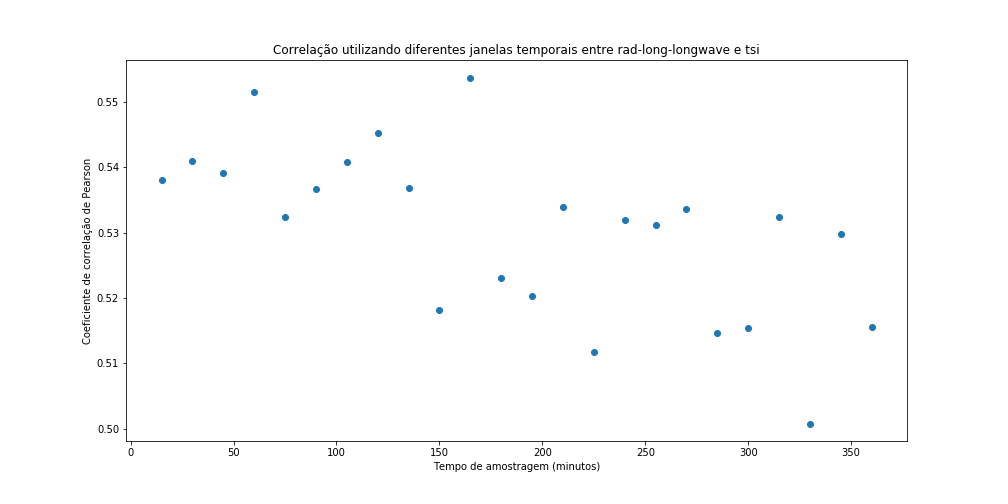 Correlação utilizando diferentes janelas temporais entre rad-long-longwave e tsi
Coeficiente de correlação de Pearson
0.55
0.54
0.53
0.52
0.51
0.50
0 50 100 150 200 250 300 350
Tempo de amostragem (minutos)